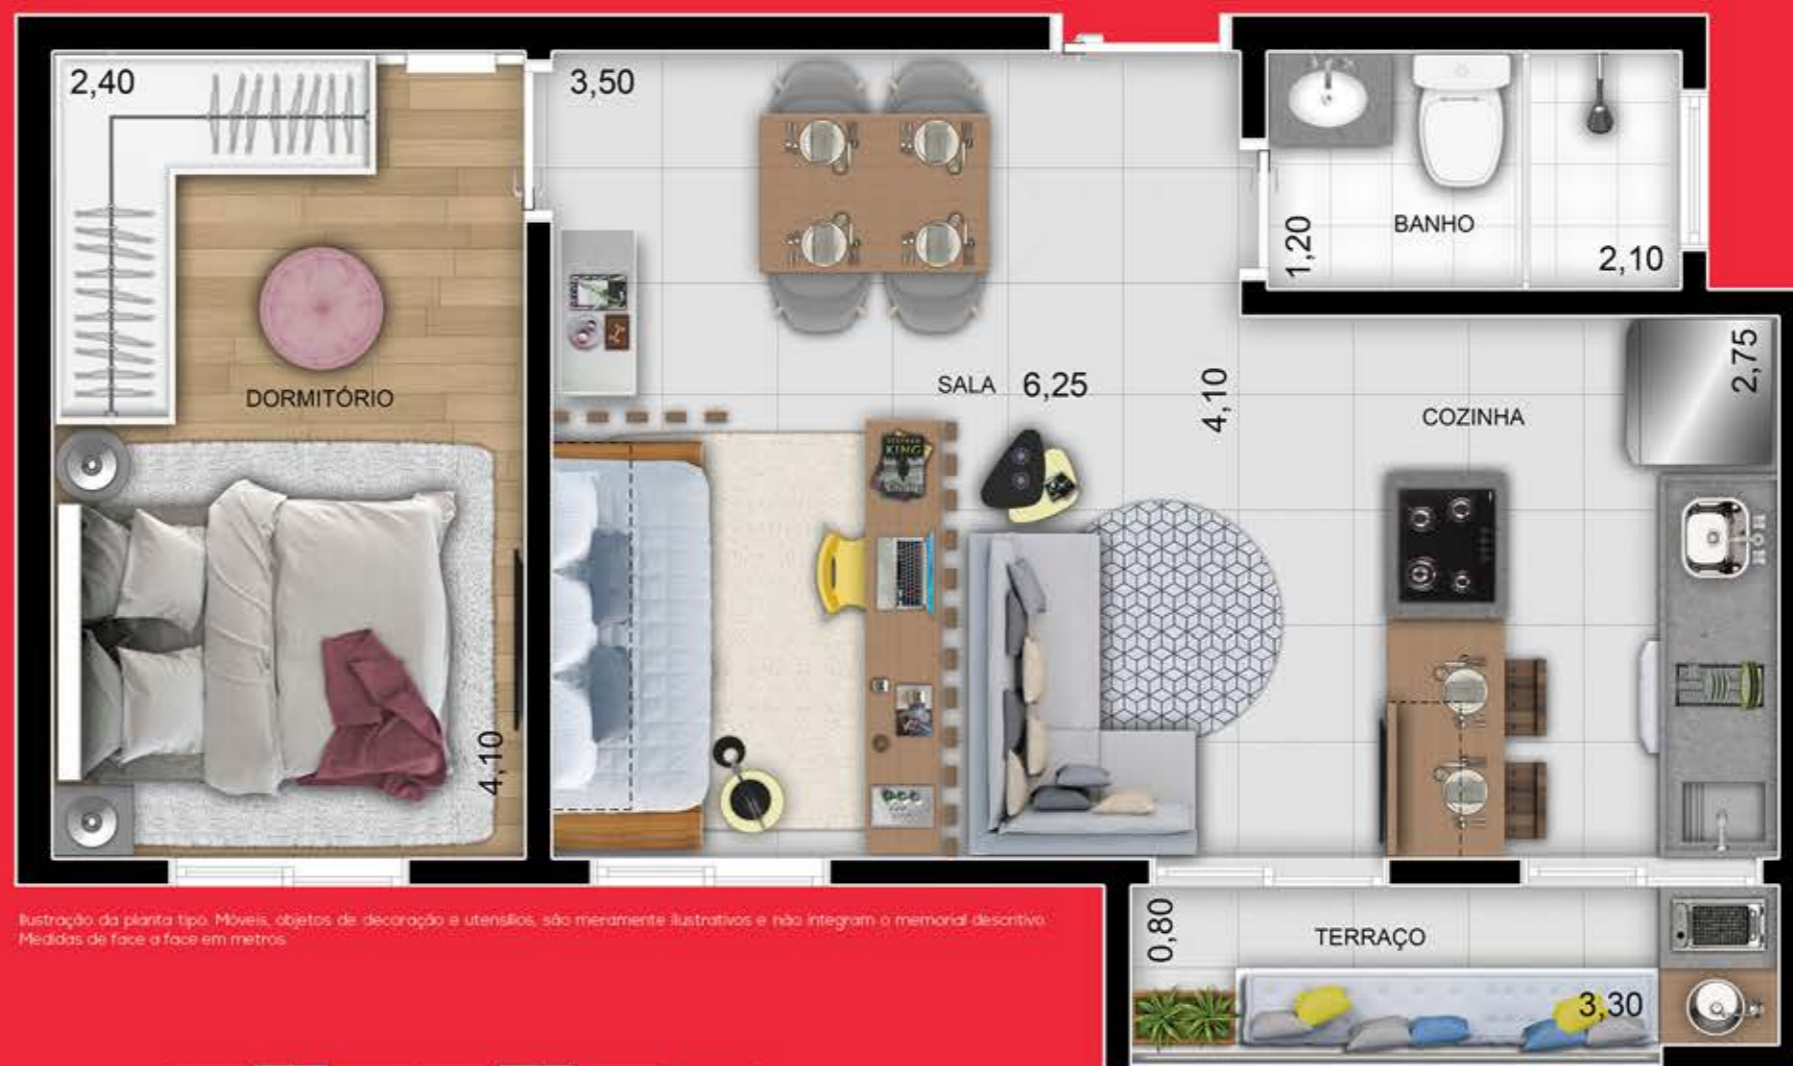 2,40
3,50
1,20
BANHO
2,10
2,75
DORMITÓRIO
SALA 6,25
4,10
COZINHA
KING
4,10
Ilustração da planta tipo. Móveis, objetos de decoração e utensílios, são meramente ilustrativos e não integram o memorial descritivo.
Medidas de face a face em metros.
0,80
TERRAÇO
3,30